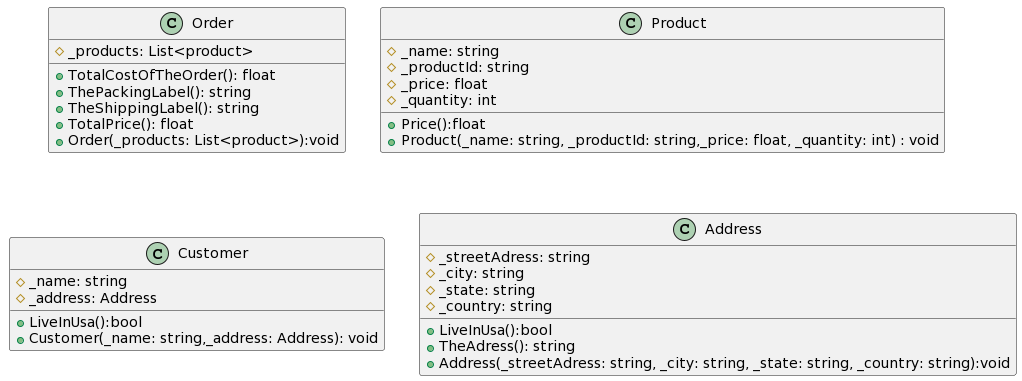 C Order
_products: List<product>
TotalCostOfTheOrder(): float
ThePackingLabel(): string
TheShippingLabel(): string
TotalPrice(): float
Order(_products: List<product>):void
C Product
_name: string
_productId: string
_price: float
_quantity: int
Price():float
Product(_name: string, _productId: string,_price: float, _quantity: int) : void
C Customer
_name: string
_address: Address
LiveInUsa():bool
Customer(_name: string,_address: Address): void
C Address
_streetAdress: string
_city: string
_state: string
_country: string
LiveInUsa():bool
TheAdress(): string
Address(_streetAdress: string, _city: string, _state: string, _country: string):void